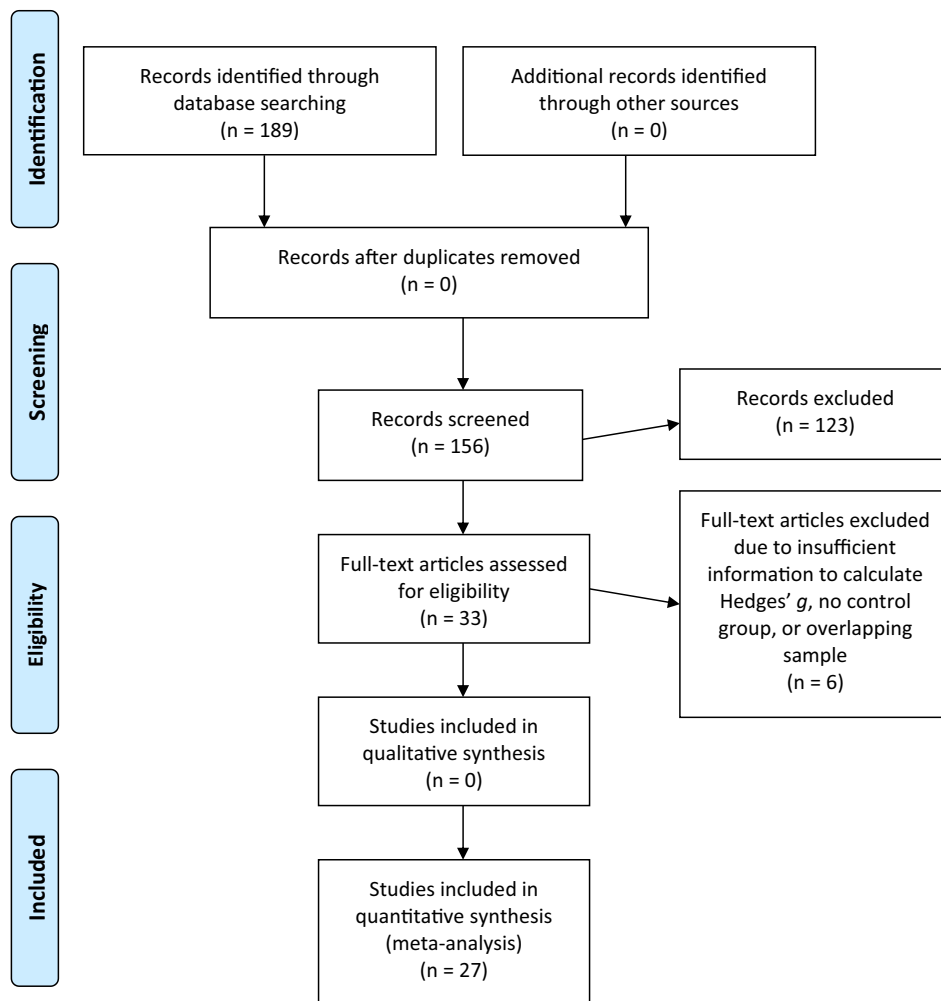 Identification
Records identified through
database searching
(n = 189)
Additional records identified
through other sources
(n = 0)
Records after duplicates removed
(n = 0)
Screening
Records screened
(n = 156)
Records excluded
(n = 123)
Eligibility
Full-text articles assessed
for eligibility
(n = 33)
Full-text articles excluded
due to insufficient
information to calculate
Hedges’ g, no control
group, or overlapping
sample
(n = 6)
Studies included in
qualitative synthesis
(n = 0)
Included
Studies included in
quantitative synthesis
(meta-analysis)
(n = 27)